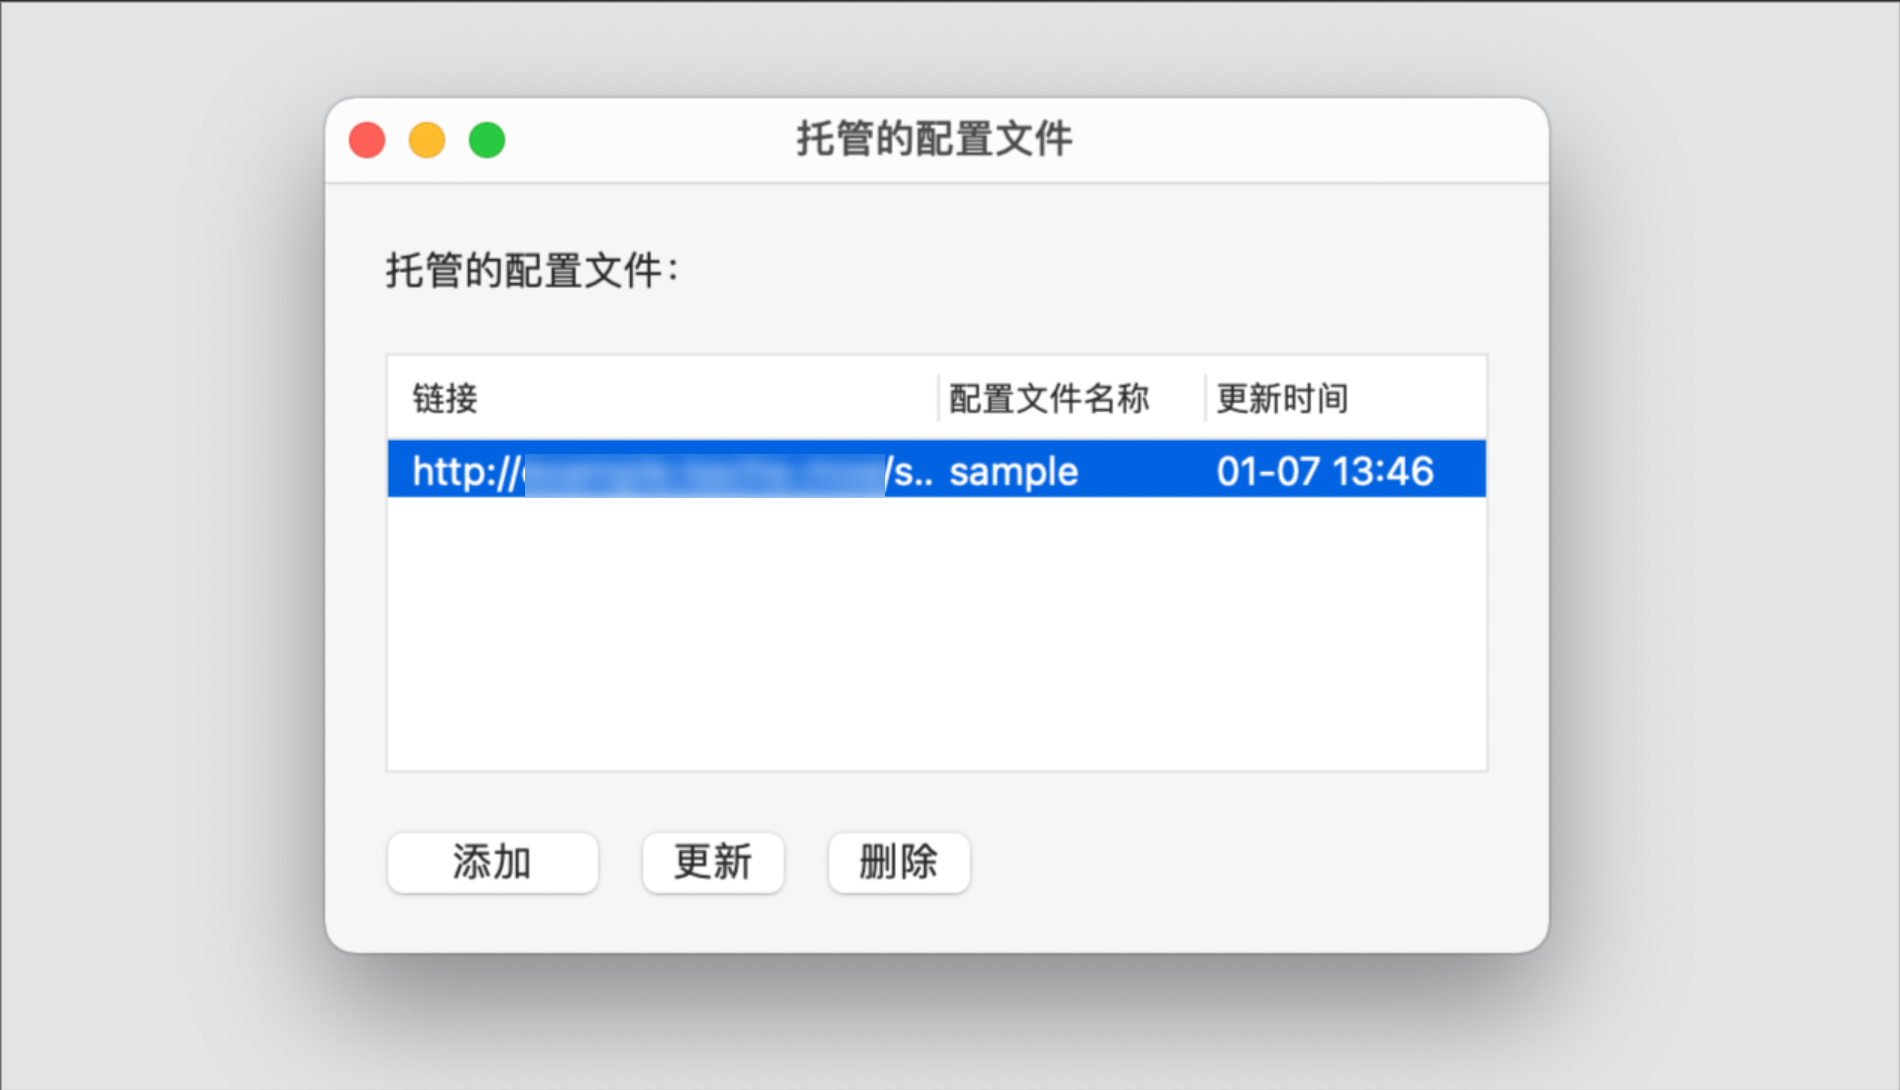 托管的配置文件
托管的配置文件：
链接 配置文件名称 更新时间
http:// /s.. sample 01-07 13:46
添加 更新 删除